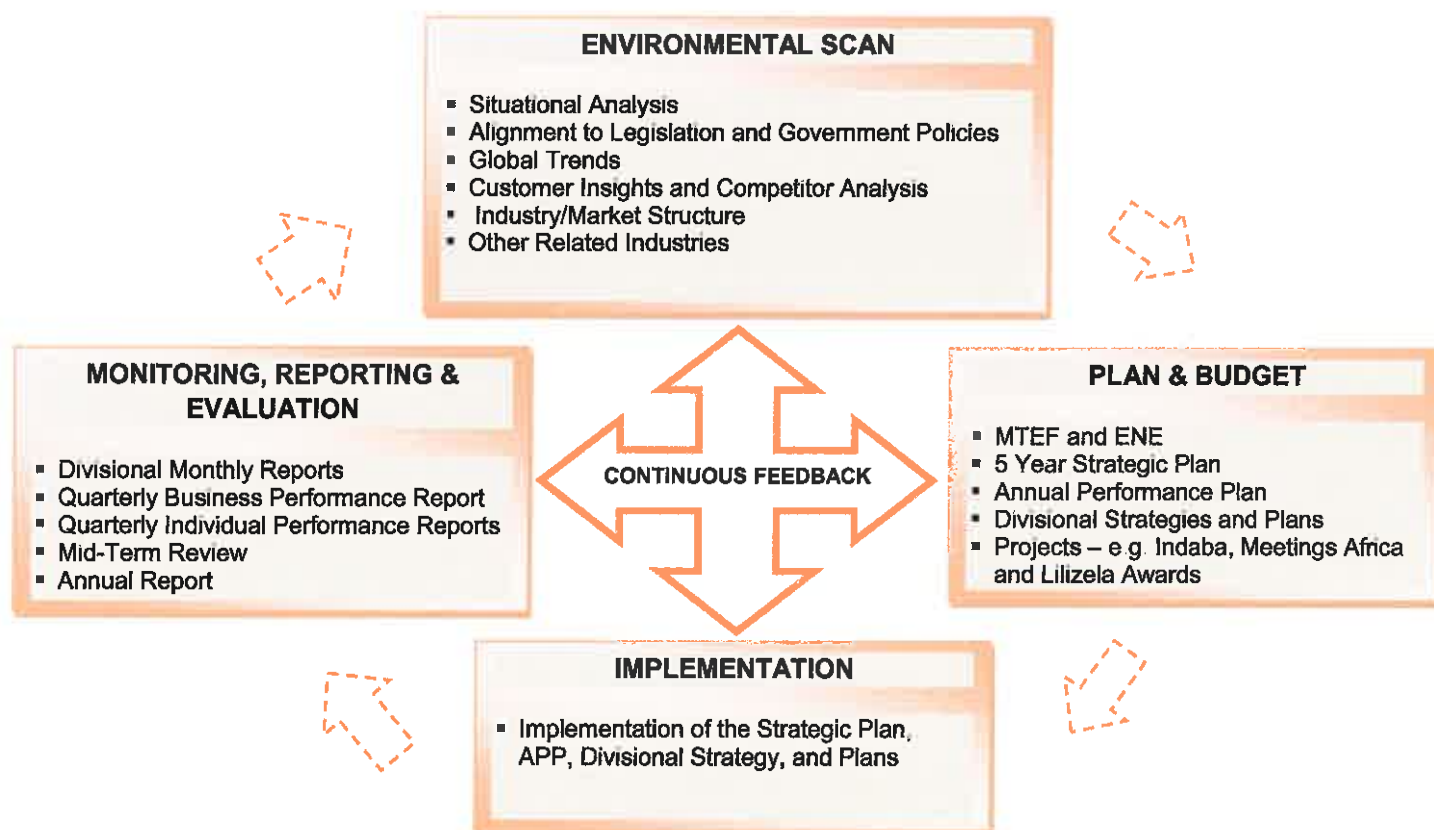 ENVIRONMENTAL SCAN
▪ Situational Analysis
▪ Alignment to Legislation and Government Policies
▪ Global Trends
▪ Customer Insights and Competitor Analysis
▪ Industry/Market Structure
▪ Other Related Industries
MONITORING, REPORTING &
EVALUATION
▪ Divisional Monthly Reports
▪ Quarterly Business Performance Report
▪ Quarterly Individual Performance Reports
▪ Mid-Term Review
▪ Annual Report
CONTINUOUS FEEDBACK
PLAN & BUDGET
▪ MTEF and ENE
▪ 5 Year Strategic Plan
▪ Annual Performance Plan
▪ Divisional Strategies and Plans
▪ Projects – e.g. Indaba, Meetings Africa
and Lilizela Awards
IMPLEMENTATION
▪ Implementation of the Strategic Plan,
APP, Divisional Strategy, and Plans